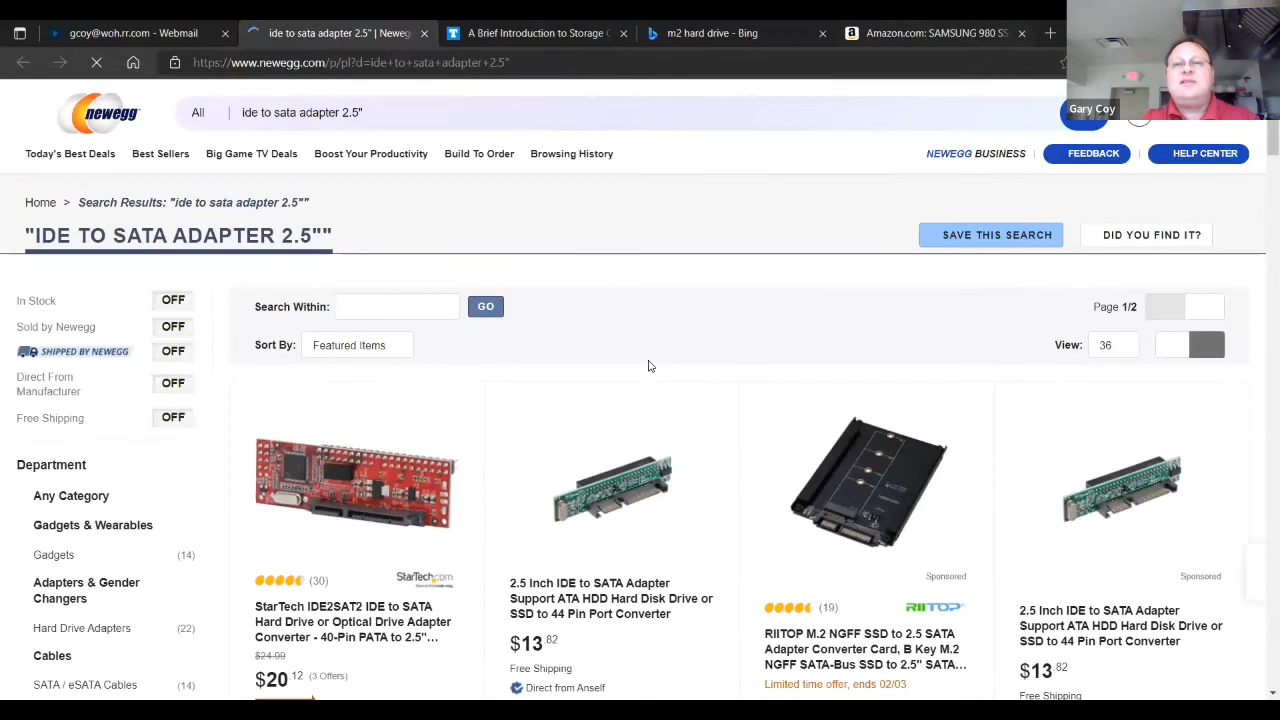 gcoy@woh.rr.com - Webmail
ide to sata adapter 2.5" | Newegg
A Brief Introduction to Storage
m2 hard drive - Bing
Amazon.com: SAMSUNG 980 SS
https://www.newegg.com/p/pl?d=ide+to+sata+adapter+2.5"
Gary Coy
newegg
All
ide to sata adapter 2.5"
Today's Best Deals
Best Sellers
Big Game TV Deals
Boost Your Productivity
Build To Order
Browsing History
NEWEGG BUSINESS
FEEDBACK
HELP CENTER
Home > Search Results: "ide to sata adapter 2.5""
"IDE TO SATA ADAPTER 2.5""
SAVE THIS SEARCH
DID YOU FIND IT?
In Stock OFF
Sold by Newegg OFF
SHIPPED BY NEWEGG OFF
Direct From
Manufacturer
OFF
Free Shipping OFF
Search Within:
GO
Page 1/2
Sort By: Featured Items
View: 36
Department
Any Category
Gadgets & Wearables
Gadgets (14)
Adapters & Gender
Changers
Hard Drive Adapters (22)
Cables
SATA / eSATA Cables (14)
(30)
StarTech.com
StarTech IDE2SAT2 IDE to SATA
Hard Drive or Optical Drive Adapter
Converter - 40-Pin PATA to 2.5"...
$24.99
$20.12 (3 Offers)
2.5 Inch IDE to SATA Adapter
Support ATA HDD Hard Disk Drive or
SSD to 44 Pin Port Converter
$13.82
Free Shipping
Direct from Anself
Sponsored
(19)
RIITOP
RIITOP M.2 NGFF SSD to 2.5 SATA
Adapter Converter Card, B Key M.2
NGFF SATA-Bus SSD to 2.5" SATA...
Limited time offer, ends 02/03
Sponsored
2.5 Inch IDE to SATA Adapter
Support ATA HDD Hard Disk Drive or
SSD to 44 Pin Port Converter
$13.82
Free Shipping